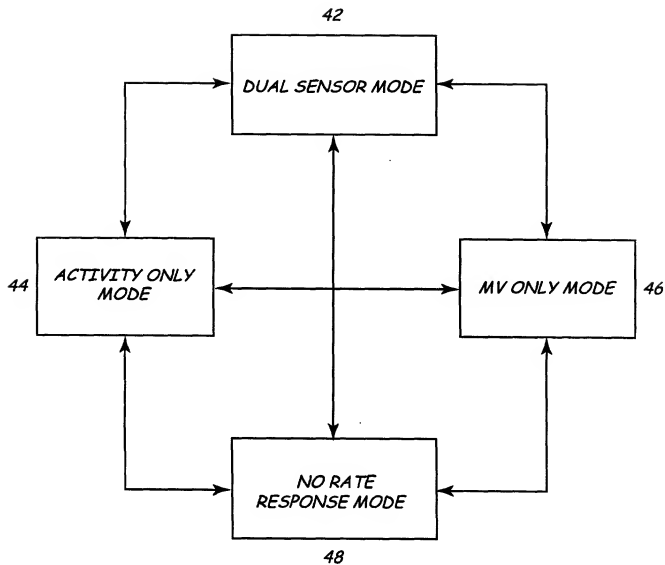 42
DUAL SENSOR MODE
44
ACTIVITY ONLY
MODE
MV ONLY MODE
46
NO RATE
RESPONSE MODE
48